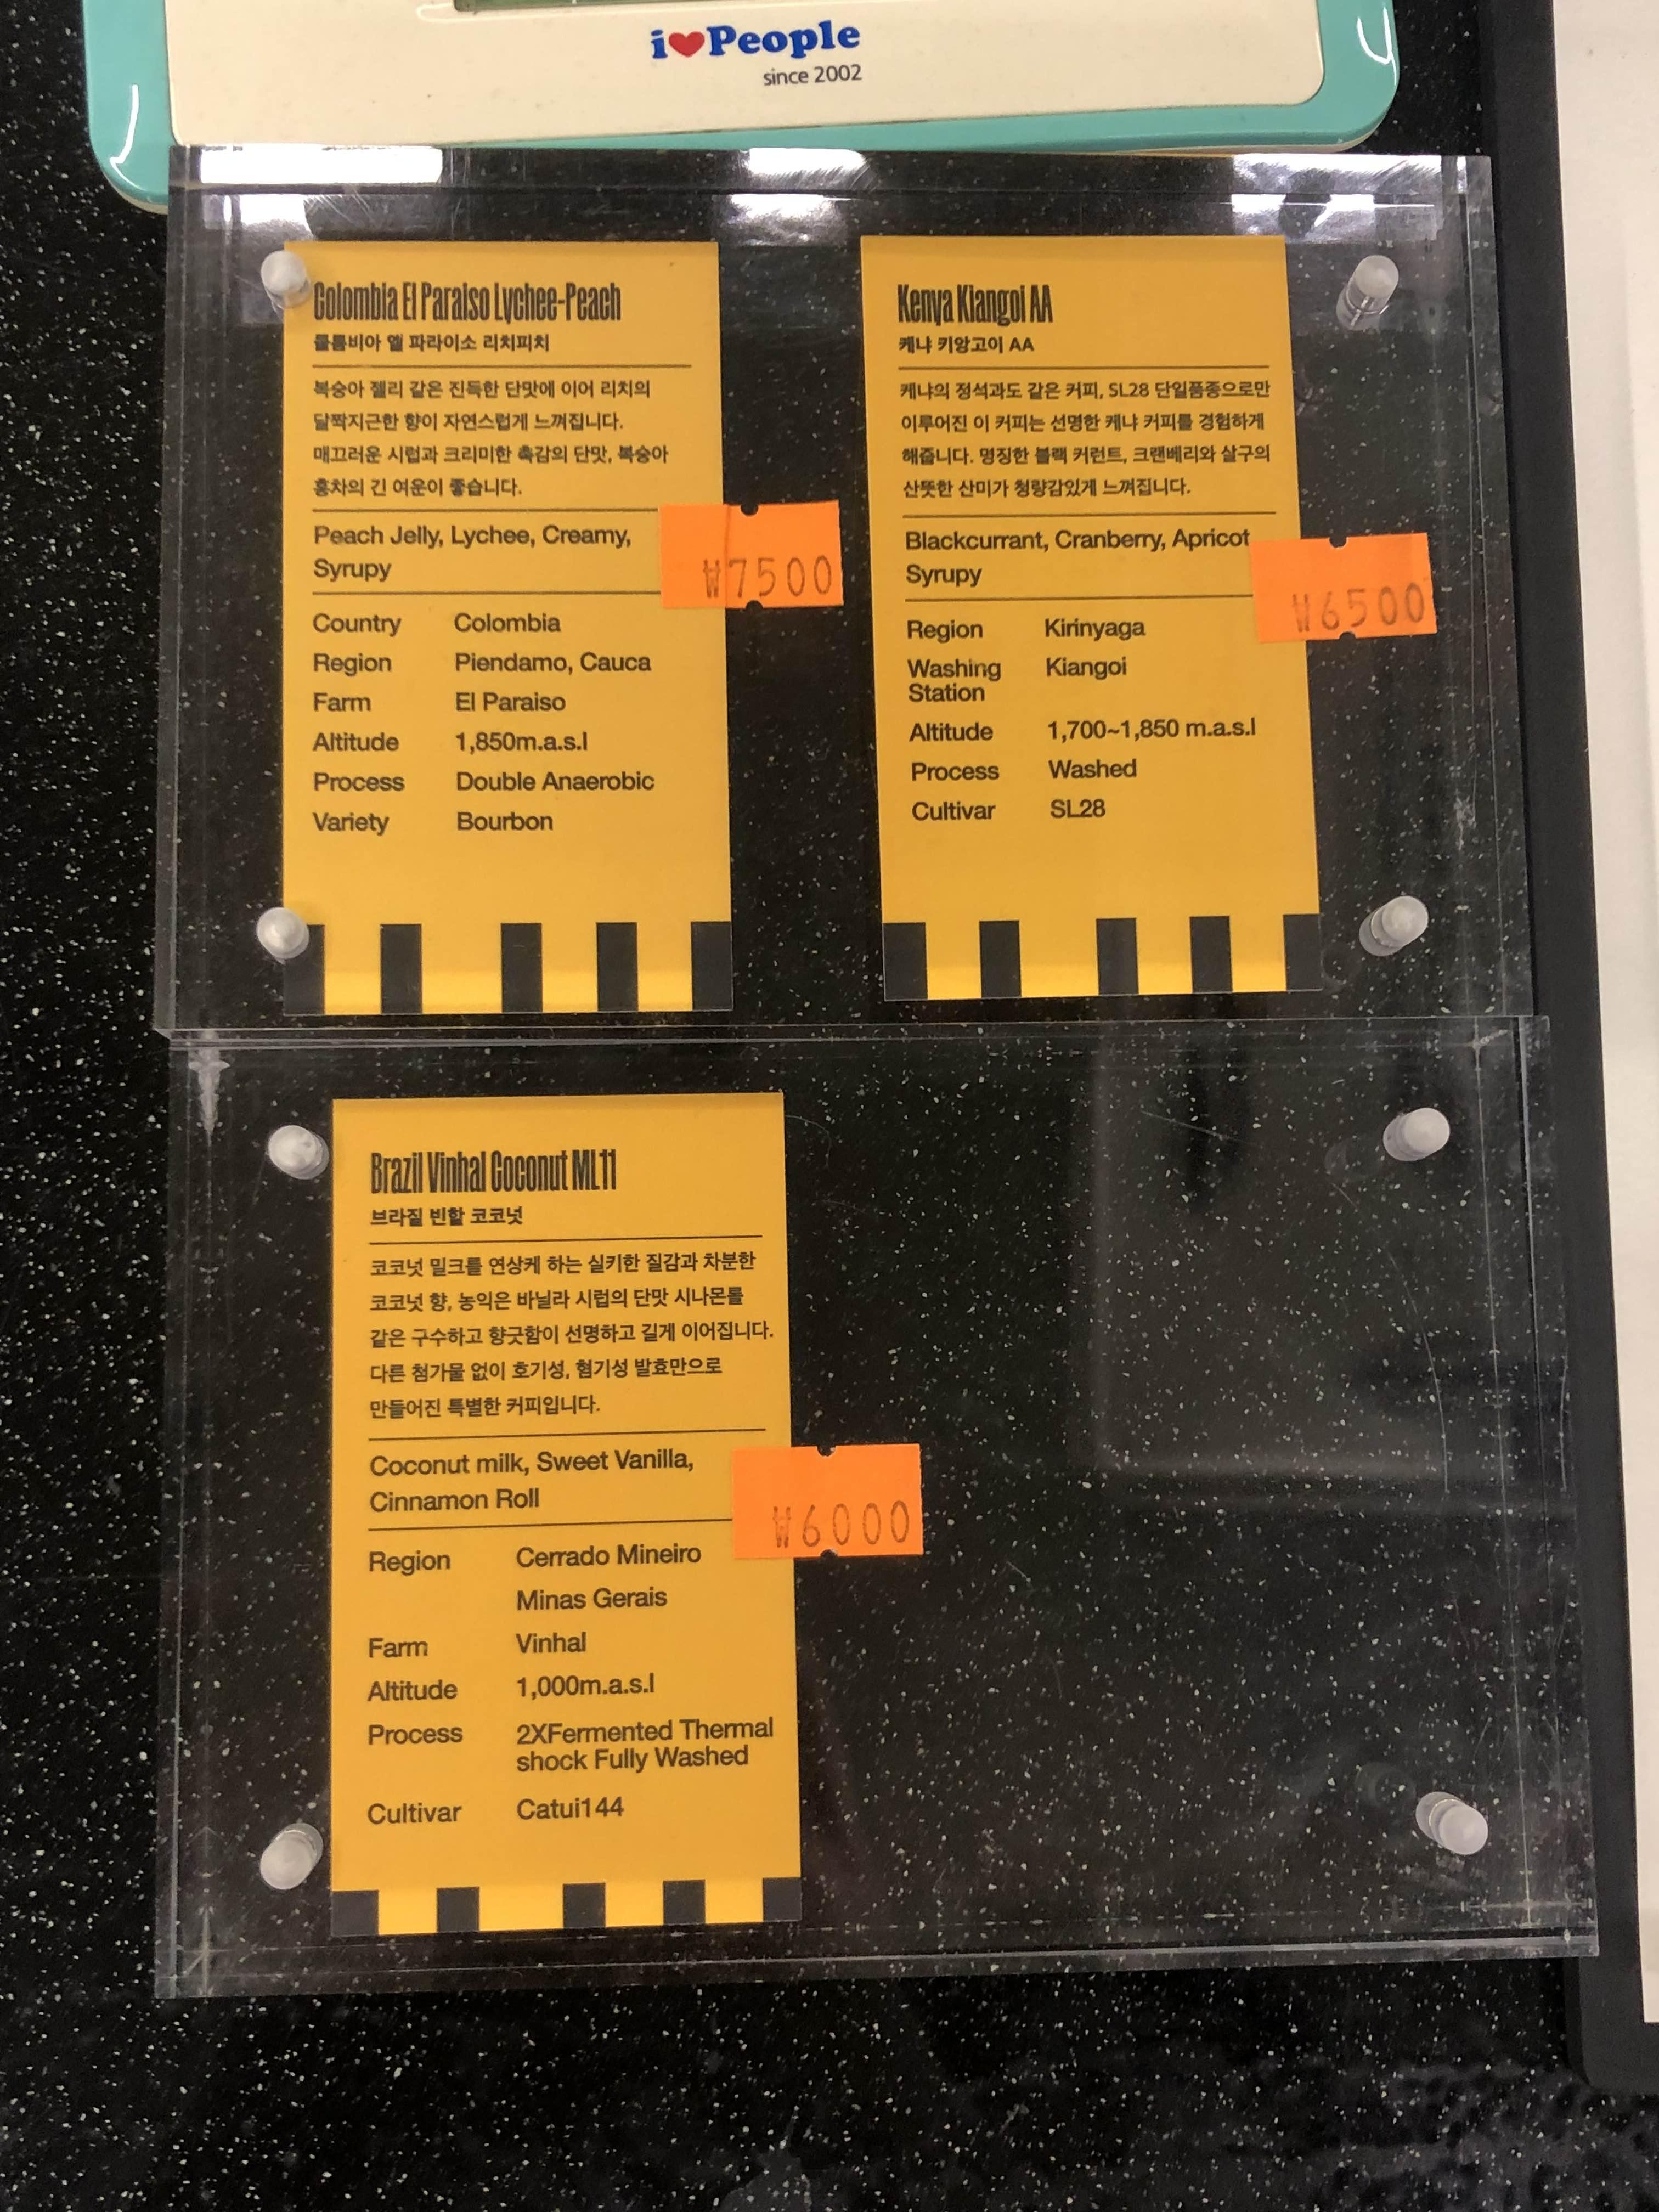 i❤People
since 2002
Colombia El Paraiso Lychee-Peach
콜롬비아 엘 파라이소 리치피치
복숭아 젤리 같은 진득한 단맛에 이어 리치의
달짝지근한 향이 자연스럽게 느껴집니다.
매끄러운 시럽과 크리미한 촉감의 단맛, 복숭아
홍차의 긴 여운이 좋습니다.
Peach Jelly, Lychee, Creamy,
Syrupy
₩7500
Country Colombia
Region Piendamo, Cauca
Farm El Paraiso
Altitude 1,850m.a.s.l
Process Double Anaerobic
Variety Bourbon
Kenya Kiangoi AA
케냐 키앙고이 AA
케냐의 정석과도 같은 커피, SL28 단일품종으로만
이루어진 이 커피는 선명한 케냐 커피를 경험하게
해줍니다. 명징한 블랙 커런트, 크랜베리와 살구의
산뜻한 산미가 청량감있게 느껴집니다.
Blackcurrant, Cranberry, Apricot
Syrupy
₩6500
Region Kirinyaga
Washing Kiangoi
Station
Altitude 1,700~1,850 m.a.s.l
Process Washed
Cultivar SL28
Brazil Vinhal Coconut ML11
브라질 빈할 코코넛
코코넛 밀크를 연상케 하는 실키한 질감과 차분한
코코넛 향, 농익은 바닐라 시럽의 단맛 시나몬롤
같은 구수하고 향긋함이 선명하고 길게 이어집니다.
다른 첨가물 없이 호기성, 혐기성 발효만으로
만들어진 특별한 커피입니다.
Coconut milk, Sweet Vanilla,
Cinnamon Roll
₩6000
Region Cerrado Mineiro
Minas Gerais
Farm Vinhal
Altitude 1,000m.a.s.l
Process 2XFermented Thermal
shock Fully Washed
Cultivar Catui144